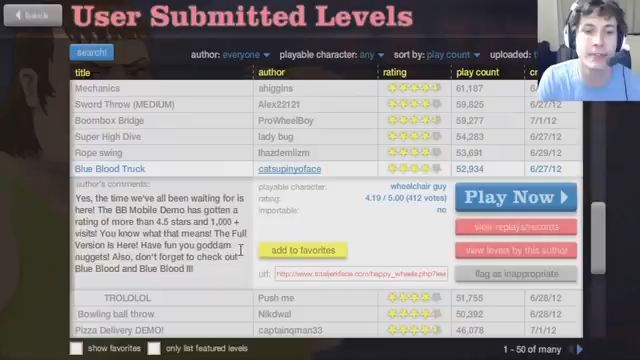 back
User Submitted Levels
search!
author: everyone playable character: any sort by: play count uploaded:
title author rating play count
Mechanics ahiggins 61,187 6/
Sword Throw (MEDIUM) Alex22121 59,825 6/27/12
Boombox Bridge ProWheelBoy 59,277 7/1/12
Super High Dive lady bug 54,283 6/27/12
Rope swing lhazdemilzm 53,691 6/29/12
Blue Blood Truck catsupinyoface 52,934 6/27/12
author's comments:
Yes, the time we've all been waiting for is
here! The BB Mobile Demo has gotten a
rating of more than 4.5 stars and 1,000 +
visits! You know what that means! The Full
Version is Here! Have fun you goddam
nuggets! Also, don't forget to check out
Blue Blood and Blue Blood II!
playable character: wheelchair guy
rating: 4.19 / 5.00 (412 votes)
importable: no
add to favorites
url: http://www.totaljerkface.com/happy_wheels.php?
Play Now
view replays/records
view levels by this author
flag as inappropriate
TROLOLOL Push me 51,755 6/28/12
Bowling ball throw Nikdwal 50,392 6/28/12
Pizza Delivery DEMO! captainqman33 46,078 7/1/12
show favorites only list featured levels 1 - 50 of many